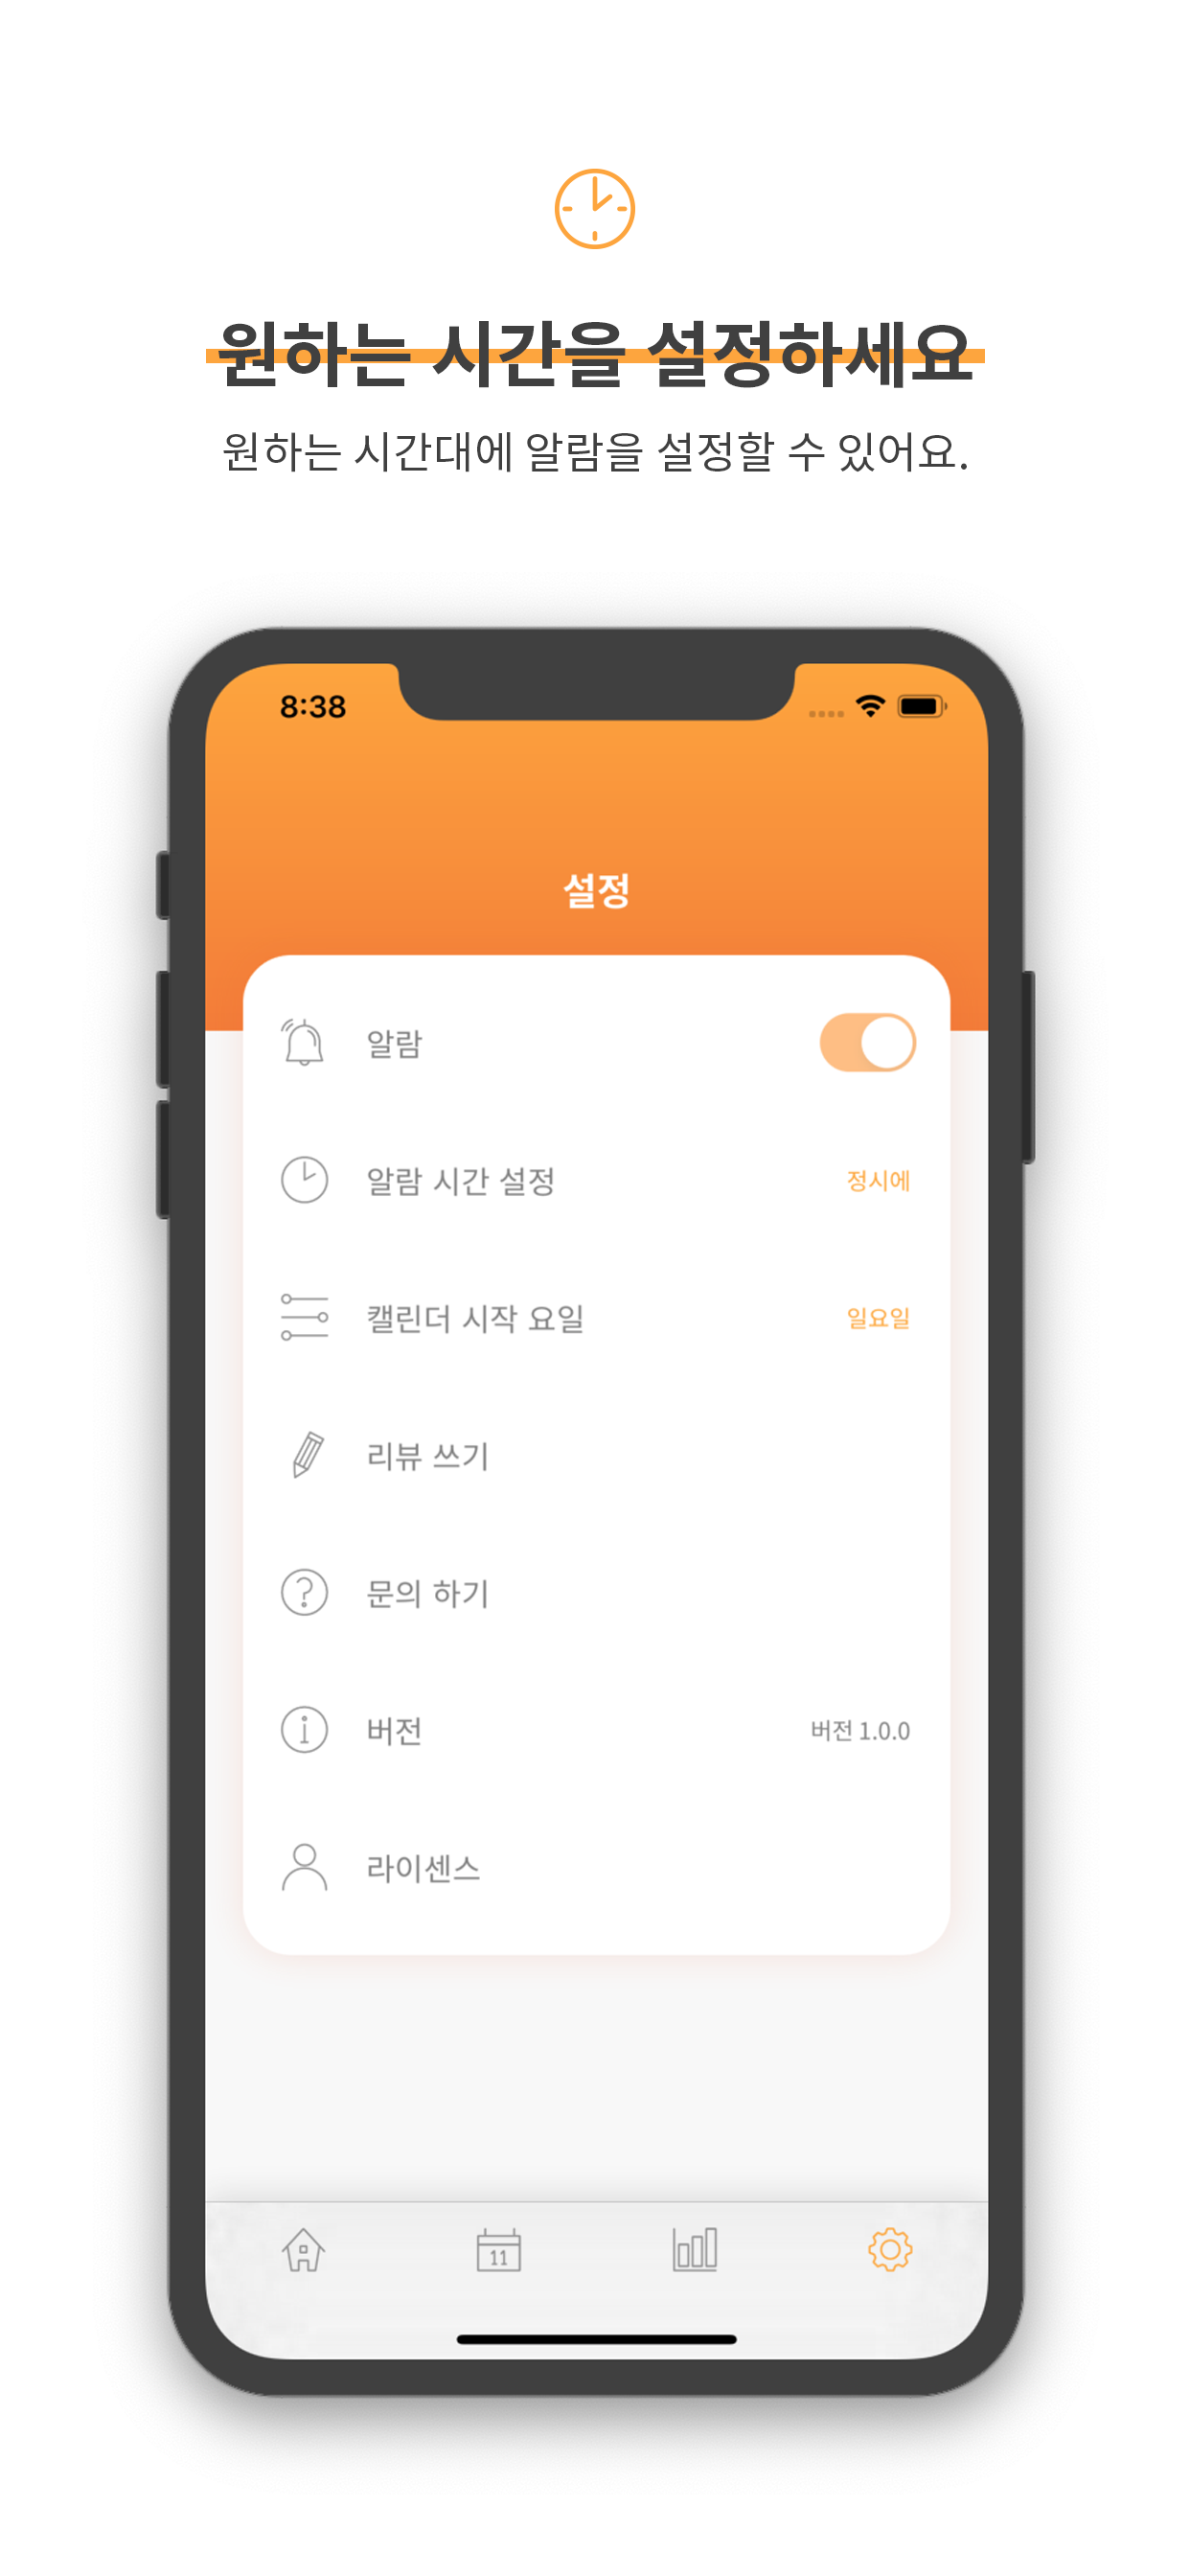 원하는 시간을 설정하세요
원하는 시간대에 알람을 설정할 수 있어요.
8:38
설정
알람
알람 시간 설정 정시에
캘린더 시작 요일 일요일
리뷰 쓰기
문의 하기
버전 버전 1.0.0
라이센스
11